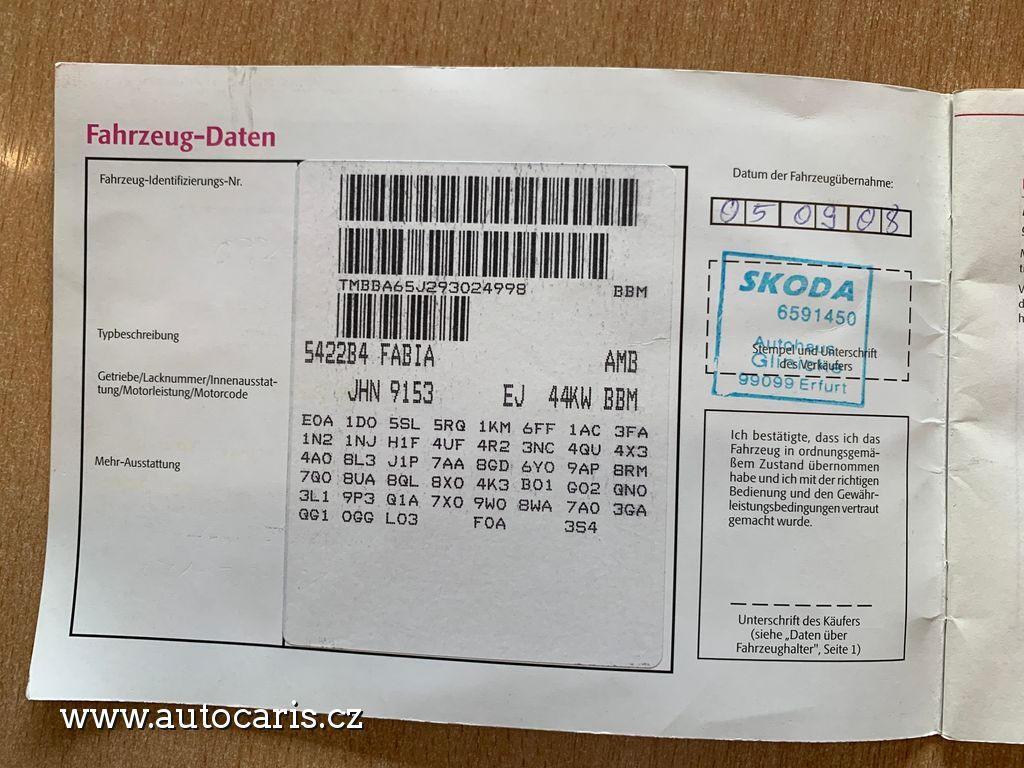 Fahrzeug-Daten
Fahrzeug-Identifizierungs-Nr.
TMBBA65J293024998 BBM
Typbeschreibung
5422B4 FABIA AMB
Getriebe/Lacknummer/Innenausstat-
tung/Motorleistung/Motorcode
JHN 9153 EJ 44KW BBM
Mehr-Ausstattung
E0A 1D0 5SL 5RQ 1KM 6FF 1AC 3FA
1N2 1NJ H1F 4UF 4R2 3NC 4QU 4X3
4A0 8L3 J1P 7AA 8GD 6Y0 9AP 8RM
7Q0 8UA 8QL 8X0 4K3 B01 G02 QN0
3L1 9P3 Q1A 7X0 9W0 8WA 7A0 3GA
QG1 0GG L03 F0A 3S4
Datum der Fahrzeugübernahme:
05 09 08
SKODA
6591450
Autohaus
Stempel und Unterschrift
des Verkäufers
99099 Erfurt
Ich bestätigte, dass ich das
Fahrzeug in ordnungsgemä-
ßem Zustand übernommen
habe und ich mit der richtigen
Bedienung und den Gewähr-
leistungsbedingungen vertraut
gemacht wurde.
Unterschrift des Käufers
(siehe „Daten über
Fahrzeughalter", Seite 1)
www.autocaris.cz